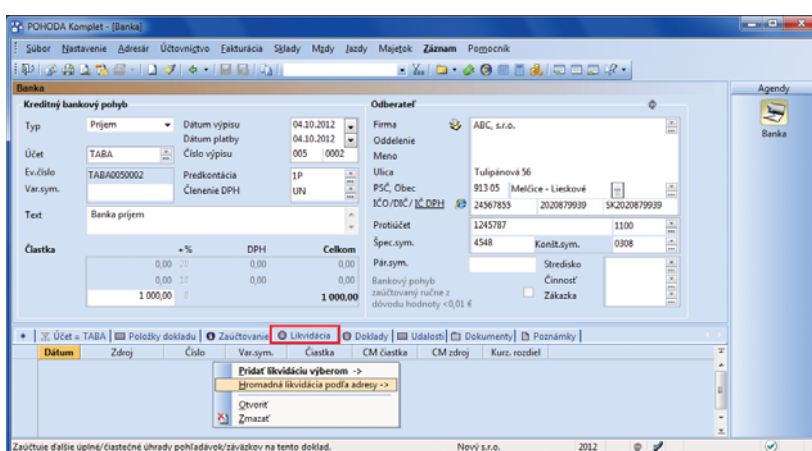 POHODA Komplet - [Banka]
Súbor Nastavenie Adresár Účtovníctvo Fakturácia Sklady Mzdy Jazdy Majetok Záznam Pomocník
Banka
Agendy
Banka
Kreditný bankový pohyb
Odberateľ
Typ Príjem Dátum výpisu 04.10.2012
Dátum platby 04.10.2012
Účet TABA Číslo výpisu 005 0002
Ev.číslo TABA0050002 Predkontácia 1P
Var.sym. Členenie DPH UN
Text Banka príjem
Čiastka +% DPH Celkom
0,00 20 0,00 0,00
0,00 10 0,00 0,00
1 000,00 0 1 000,00
Firma ABC, s.r.o.
Oddelenie
Meno
Ulica Tulipánová 56
PSČ, Obec 913 05 Melčice - Lieskové
IČO/DIČ/ IČ DPH 24567855 2020879939 SK2020879939
Protiúčet 1245787 1100
Špec.sym. 4548 Konšt.sym. 0308
Pár.sym. Stredisko
Bankový pohyb Činnosť
zaúčtovaný ručne z Zákazka
dôvodu hodnoty <0,01 €
Účet = TABA Položky dokladu Zaúčtovanie Likvidácia Doklady Udalosti Dokumenty Poznámky
Dátum Zdroj Číslo Var.sym. Čiastka CM čiastka CM zdroj Kurz. rozdiel
Pridať likvidáciu výberom ->
Hromadná likvidácia podľa adresy ->
Otvoriť
Zmazať
Zaúčtuje ďalšie úplné/čiastečné úhrady pohľadávok/záväzkov na tento doklad. Nový s.r.o. 2012 @